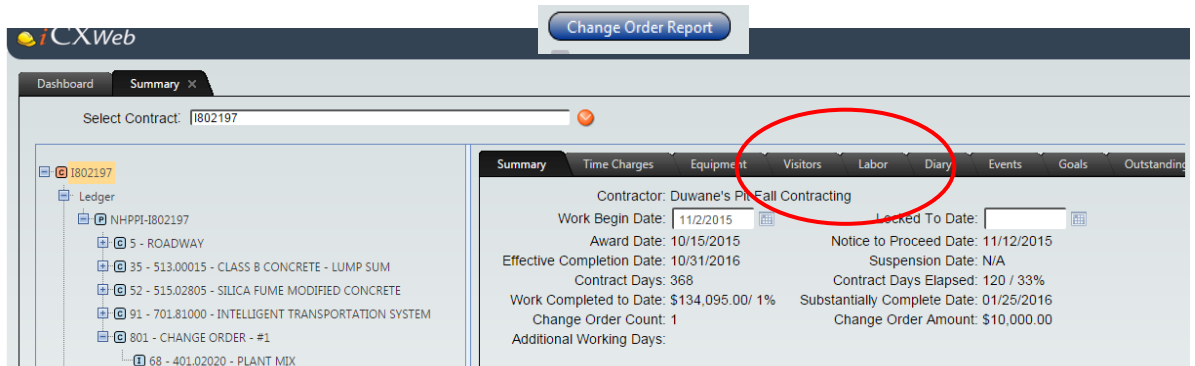 Change Order Report
iCXWeb
Dashboard Summary ×
Select Contract: I802197
Summary Time Charges Equipment Visitors Labor Diary Events Goals Outstanding
I802197
Ledger
NHPPI-I802197
5 - ROADWAY
35 - 513.00015 - CLASS B CONCRETE - LUMP SUM
52 - 515.02805 - SILICA FUME MODIFIED CONCRETE
91 - 701.81000 - INTELLIGENT TRANSPORTATION SYSTEM
801 - CHANGE ORDER - #1
68 - 401.02020 - PLANT MIX
Contractor: Duwane's Pit Fall Contracting
Work Begin Date: 11/2/2015 Locked To Date:
Award Date: 10/15/2015 Notice to Proceed Date: 11/12/2015
Effective Completion Date: 10/31/2016 Suspension Date: N/A
Contract Days: 368 Contract Days Elapsed: 120 / 33%
Work Completed to Date: $134,095.00/ 1% Substantially Complete Date: 01/25/2016
Change Order Count: 1 Change Order Amount: $10,000.00
Additional Working Days: